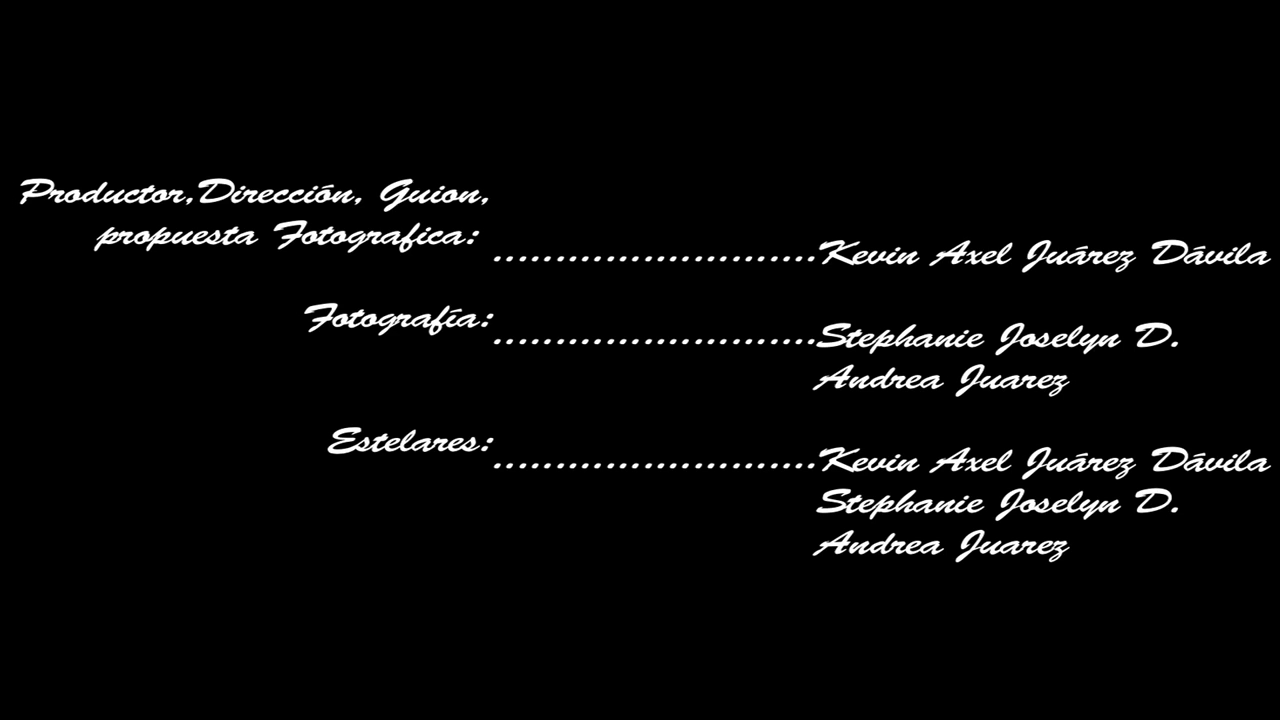 Productor,Dirección, Guion,
propuesta Fotografica:
..........................Kevin Axel Juárez Dávila
Fotografía:
..........................Stephanie Joselyn D.
Andrea Juarez
Estelares:
..........................Kevin Axel Juárez Dávila
Stephanie Joselyn D.
Andrea Juarez